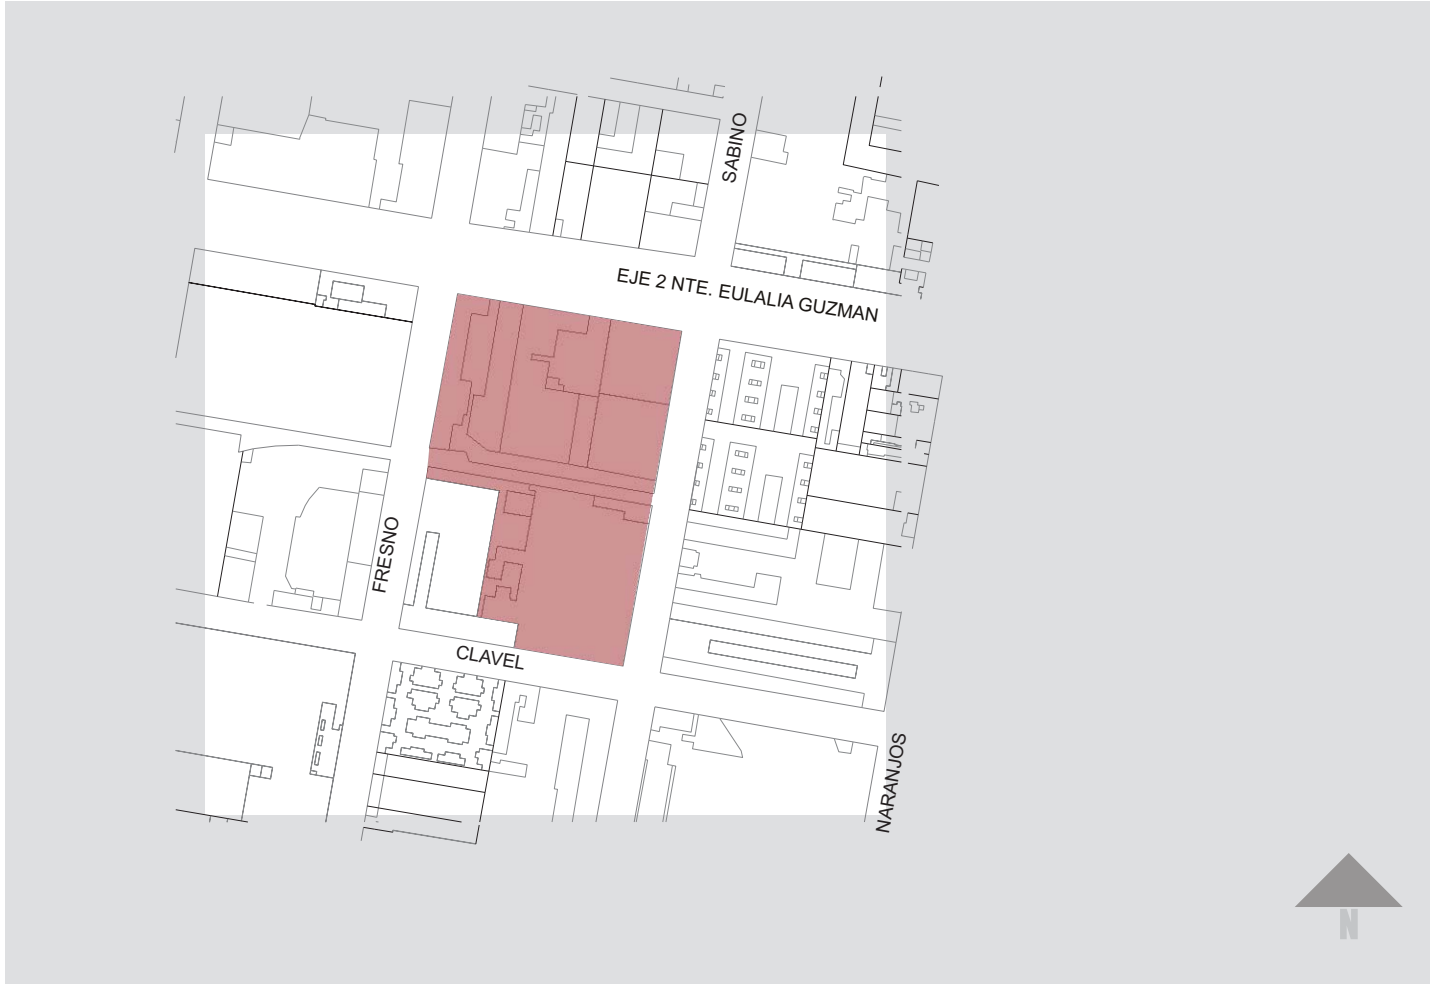 SABINO
EJE 2 NTE. EULALIA GUZMAN
FRESNO
CLAVEL
NARANJOS
N